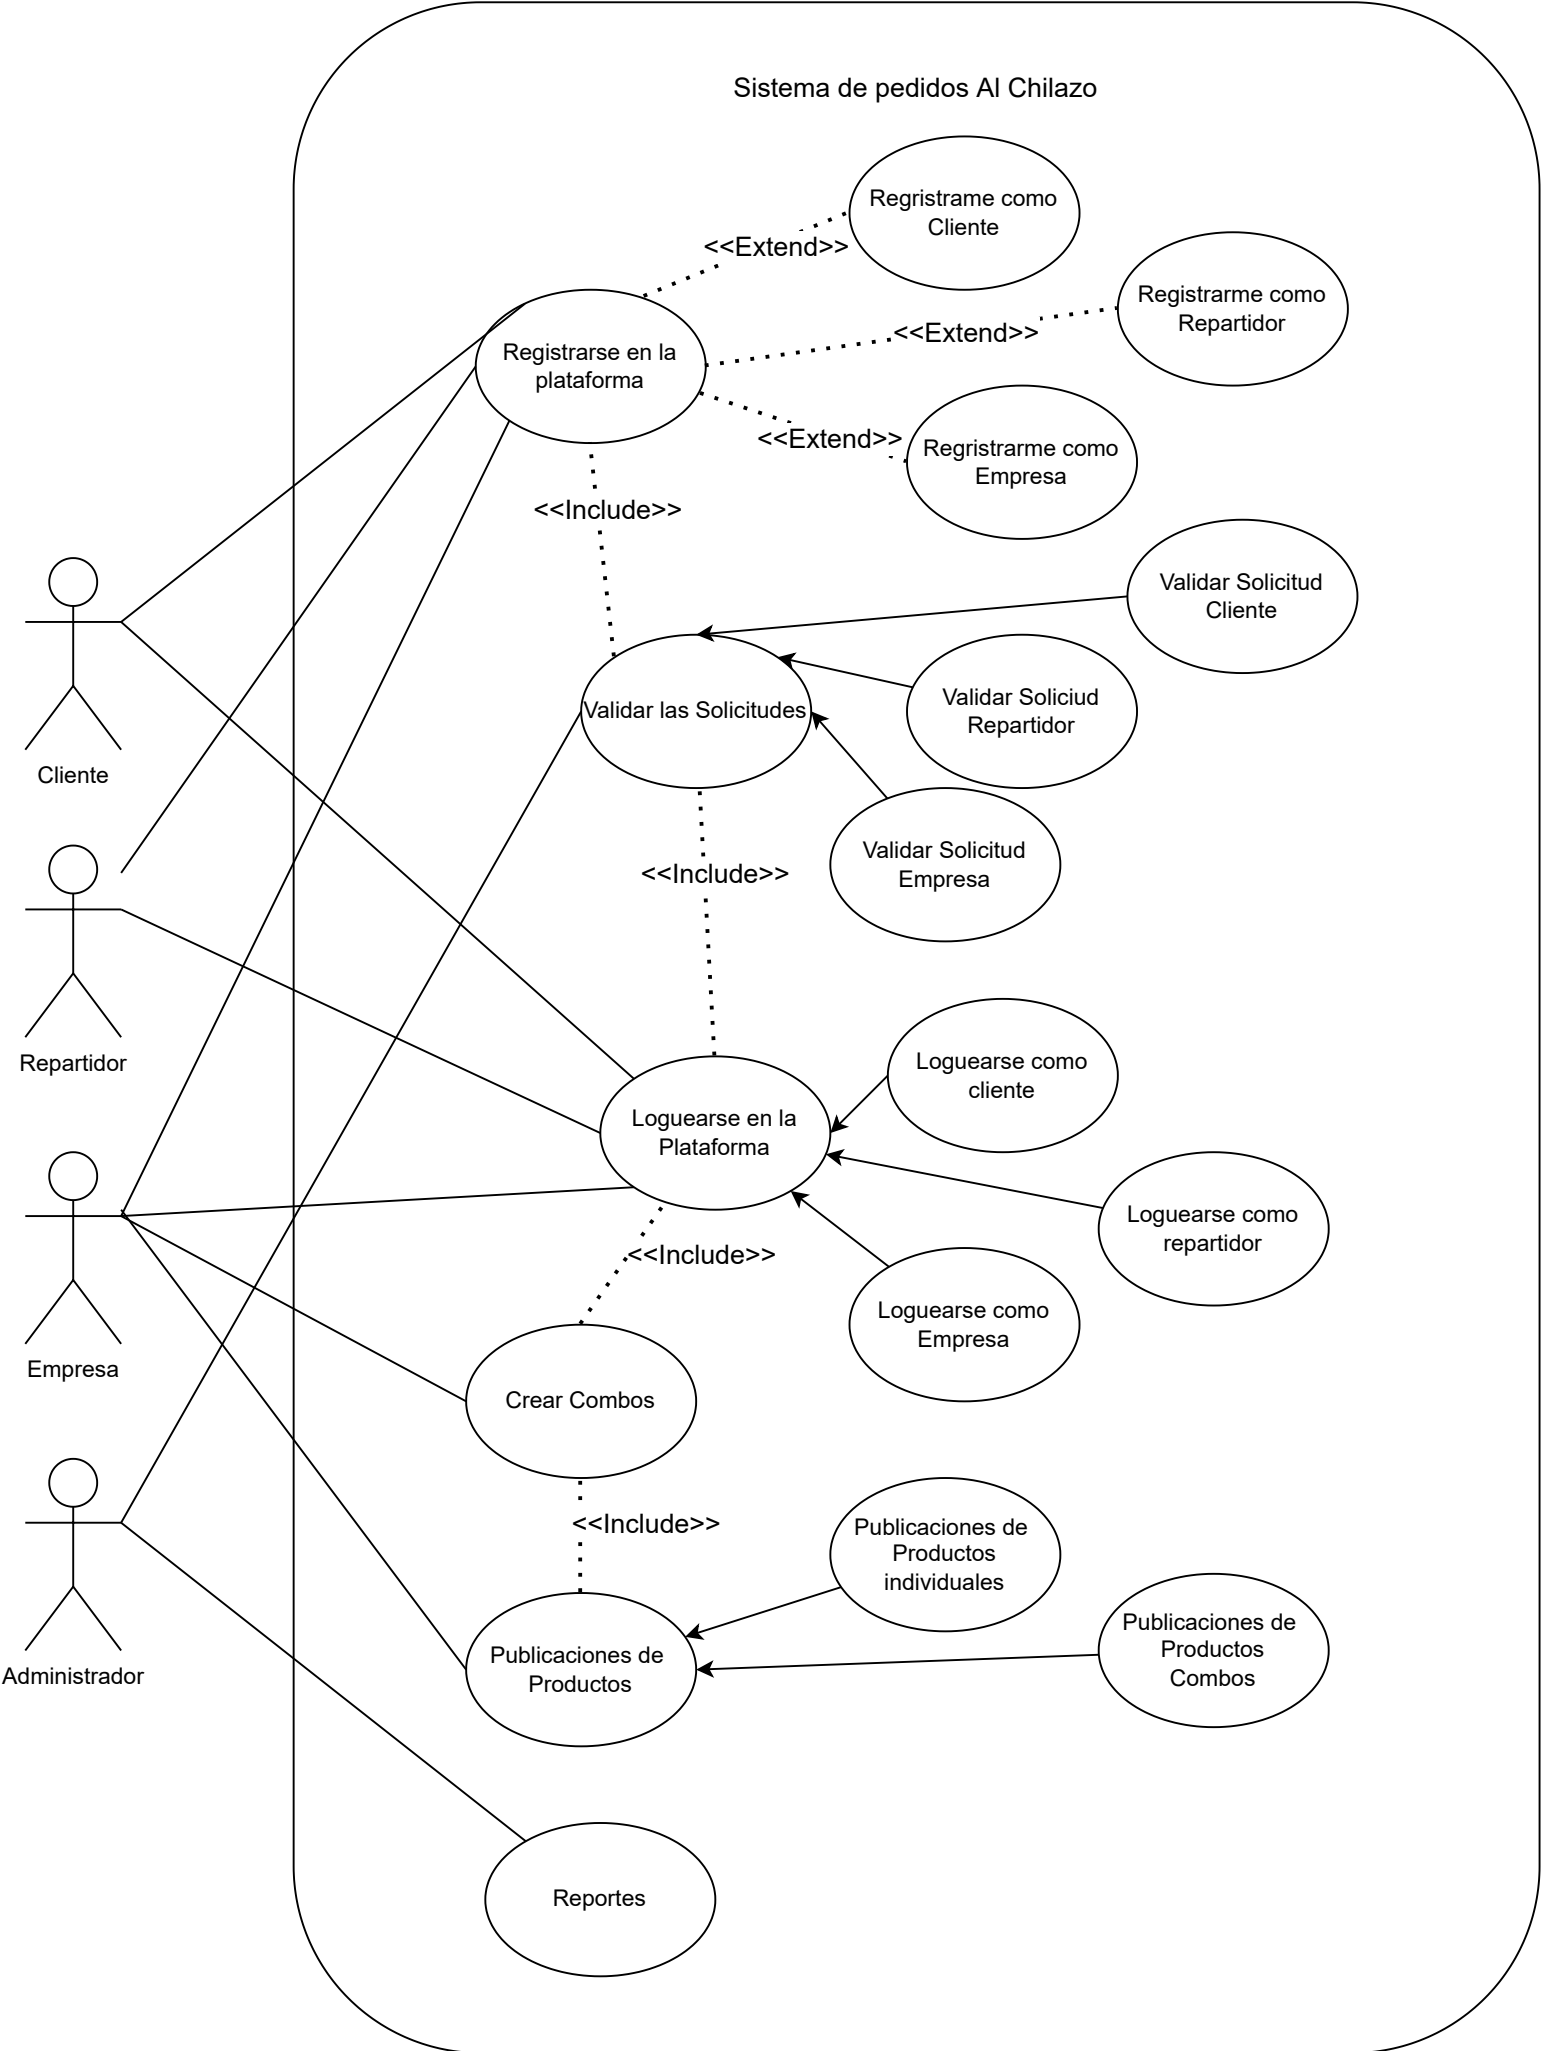 Sistema de pedidos Al Chilazo
Regristrame como
Cliente
<<Extend>>
Registrarme como
Repartidor
<<Extend>>
Registrarse en la
plataforma
<<Extend>>
Regristrarme como
Empresa
<<Include>>
Validar Solicitud
Cliente
Validar las Solicitudes
Validar Soliciud
Repartidor
Cliente
Validar Solicitud
Empresa
<<Include>>
Repartidor
Loguearse como
cliente
Loguearse en la
Plataforma
Loguearse como
repartidor
<<Include>>
Loguearse como
Empresa
Empresa
Crear Combos
<<Include>>
Publicaciones de
Productos
individuales
Publicaciones de
Productos
Combos
Publicaciones de
Productos
Administrador
Reportes